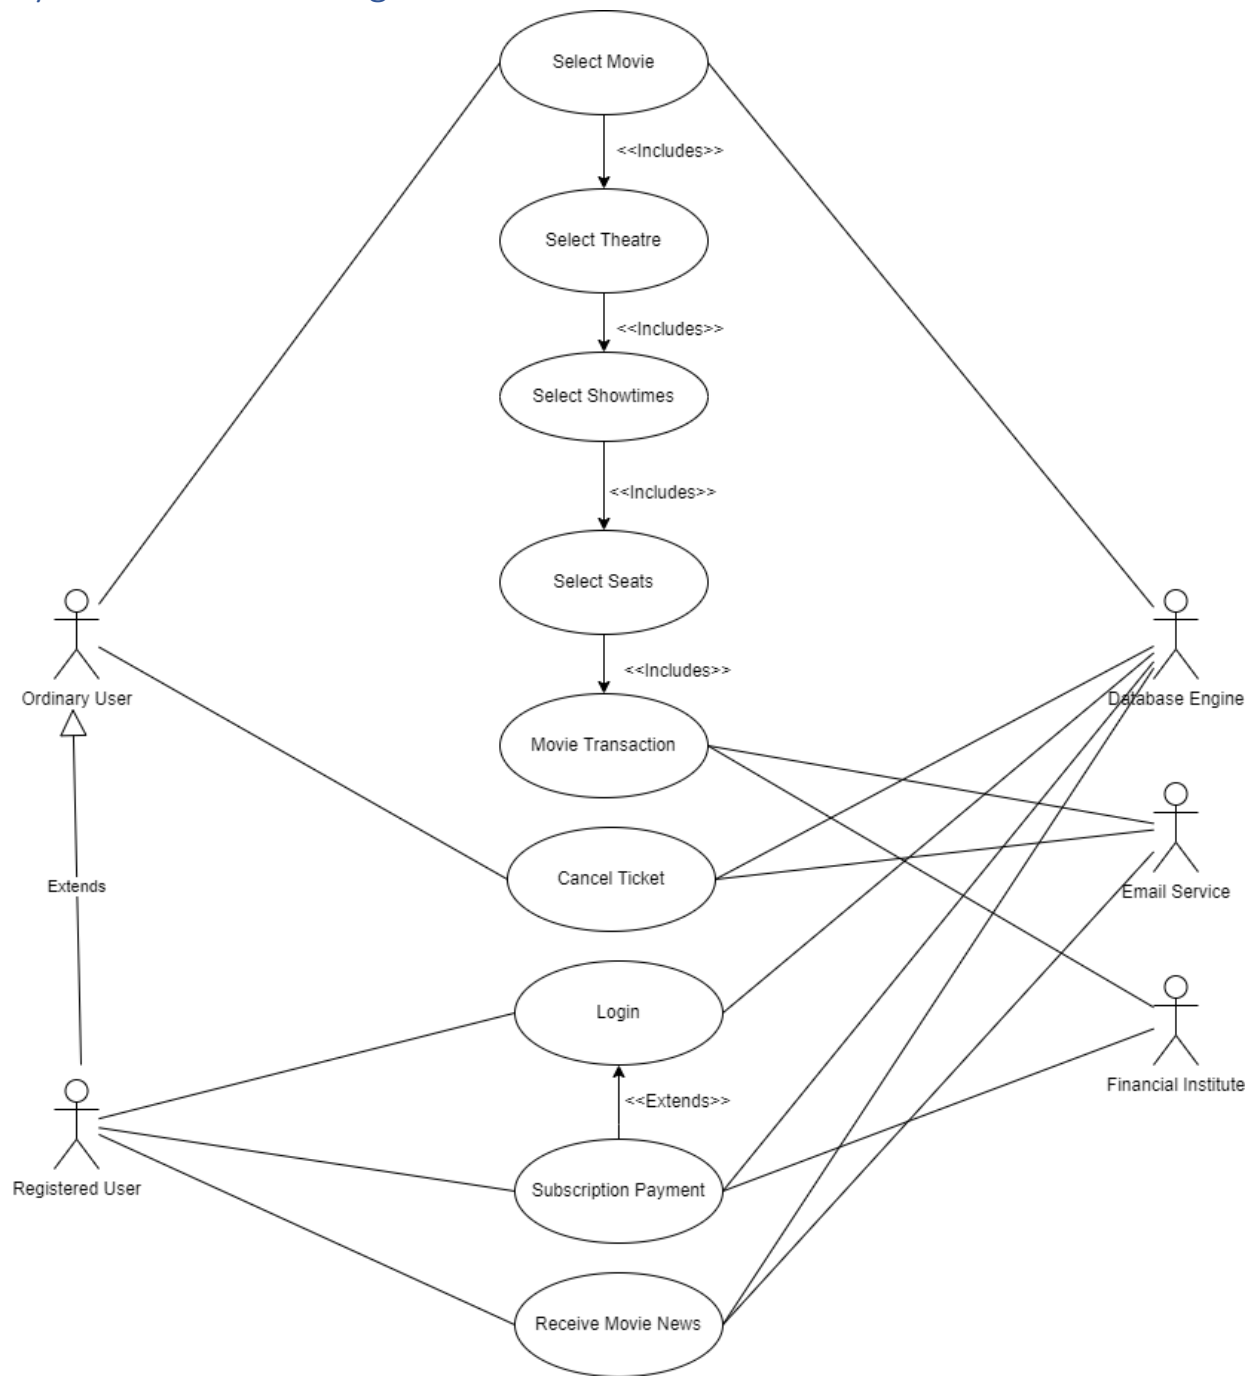 Select Movie
<<Includes>>
Select Theatre
<<Includes>>
Select Showtimes
<<Includes>>
Select Seats
<<Includes>>
Ordinary User
Database Engine
Movie Transaction
Cancel Ticket
Extends
Email Service
Login
<<Extends>>
Financial Institute
Registered User
Subscription Payment
Receive Movie News